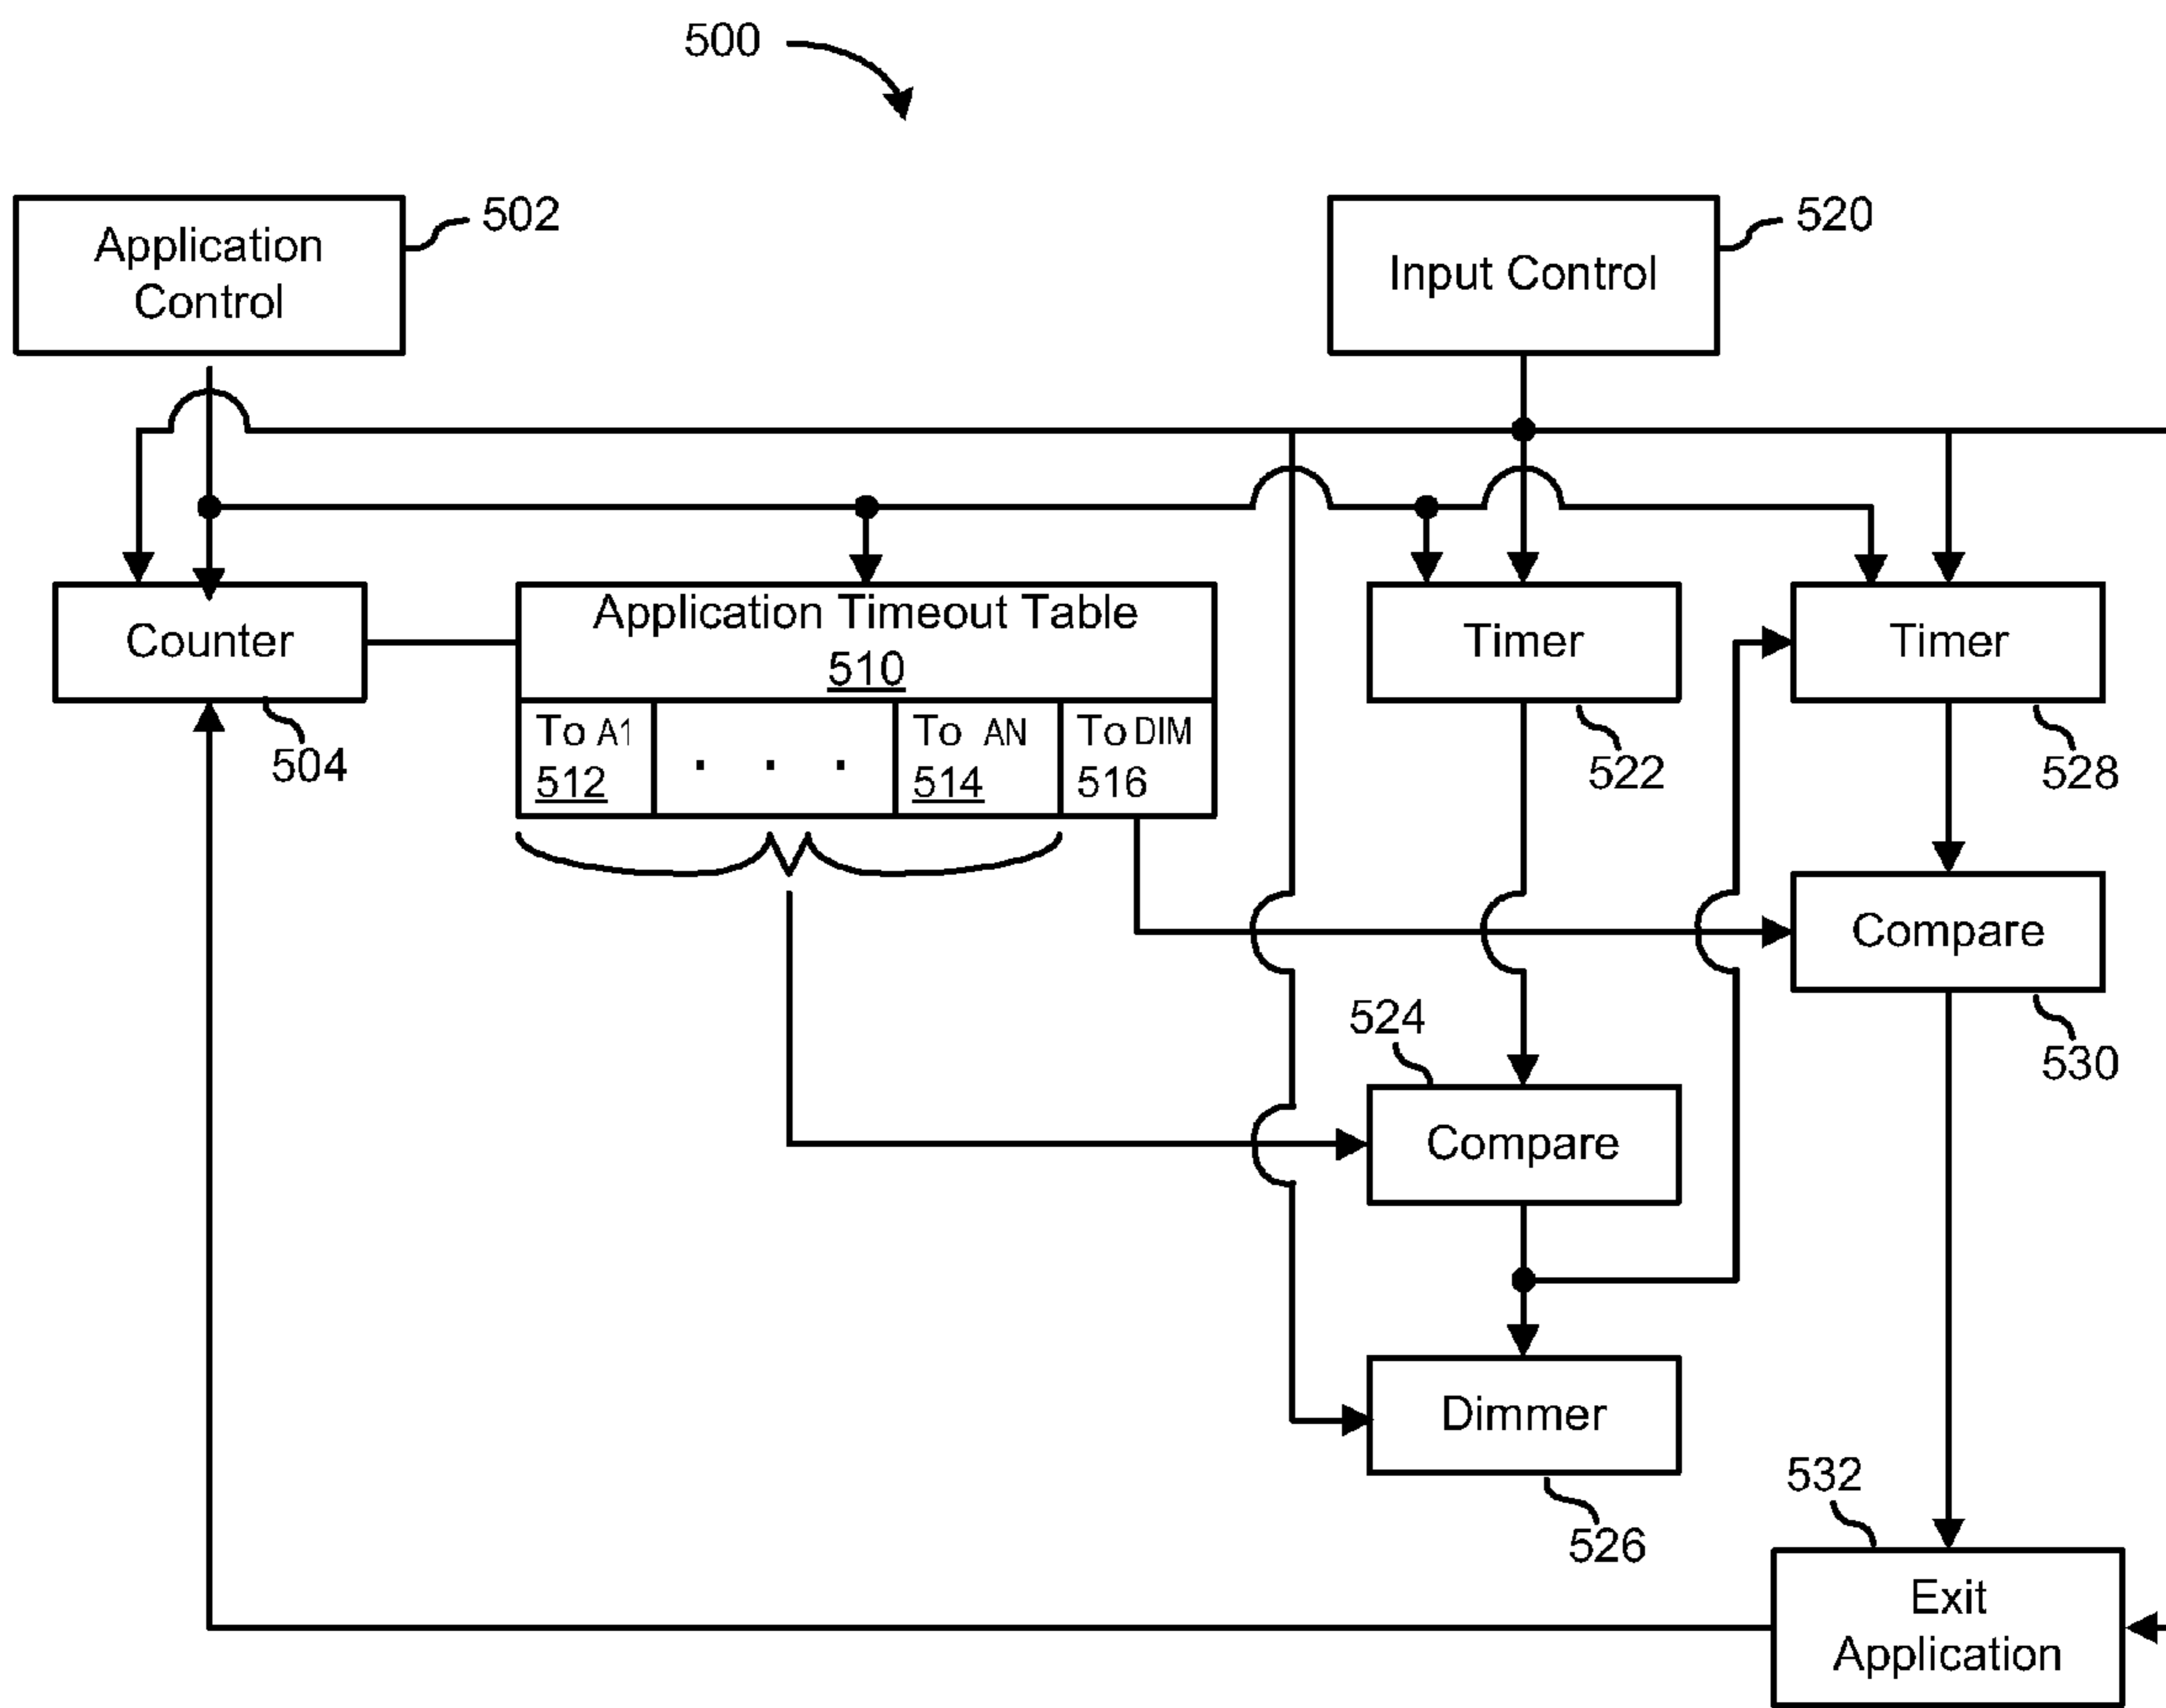 500
Application
Control
502
Input Control
520
Counter
504
Application Timeout Table
510
To A1
512
. . .
To AN
514
To DIM
516
Timer
522
Timer
528
Compare
530
524
Compare
Dimmer
526
532
Exit
Application